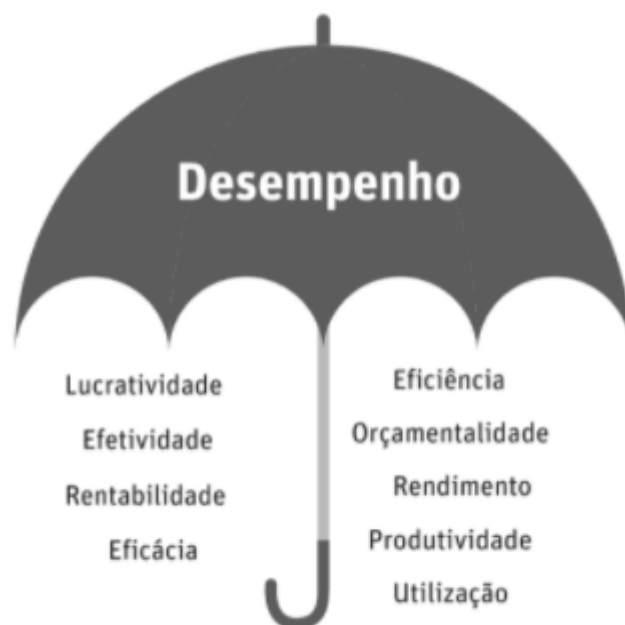 Desempenho
Lucratividade
Efetividade
Rentabilidade
Eficácia
Eficiência
Orçamentalidade
Rendimento
Produtividade
Utilização